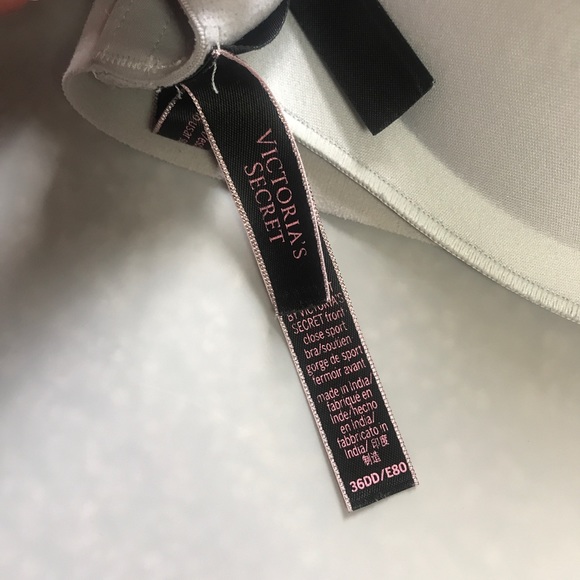 VICTORIA'S
SECRET
BY VICTORIA'S
SECRET front
close sport
bra/soutien
gorge de sport
fermoir avant
made in India/
fabriqué en
Inde/hecho
en India/
fabbricato in
India/ 印度
制造
36DD/E80